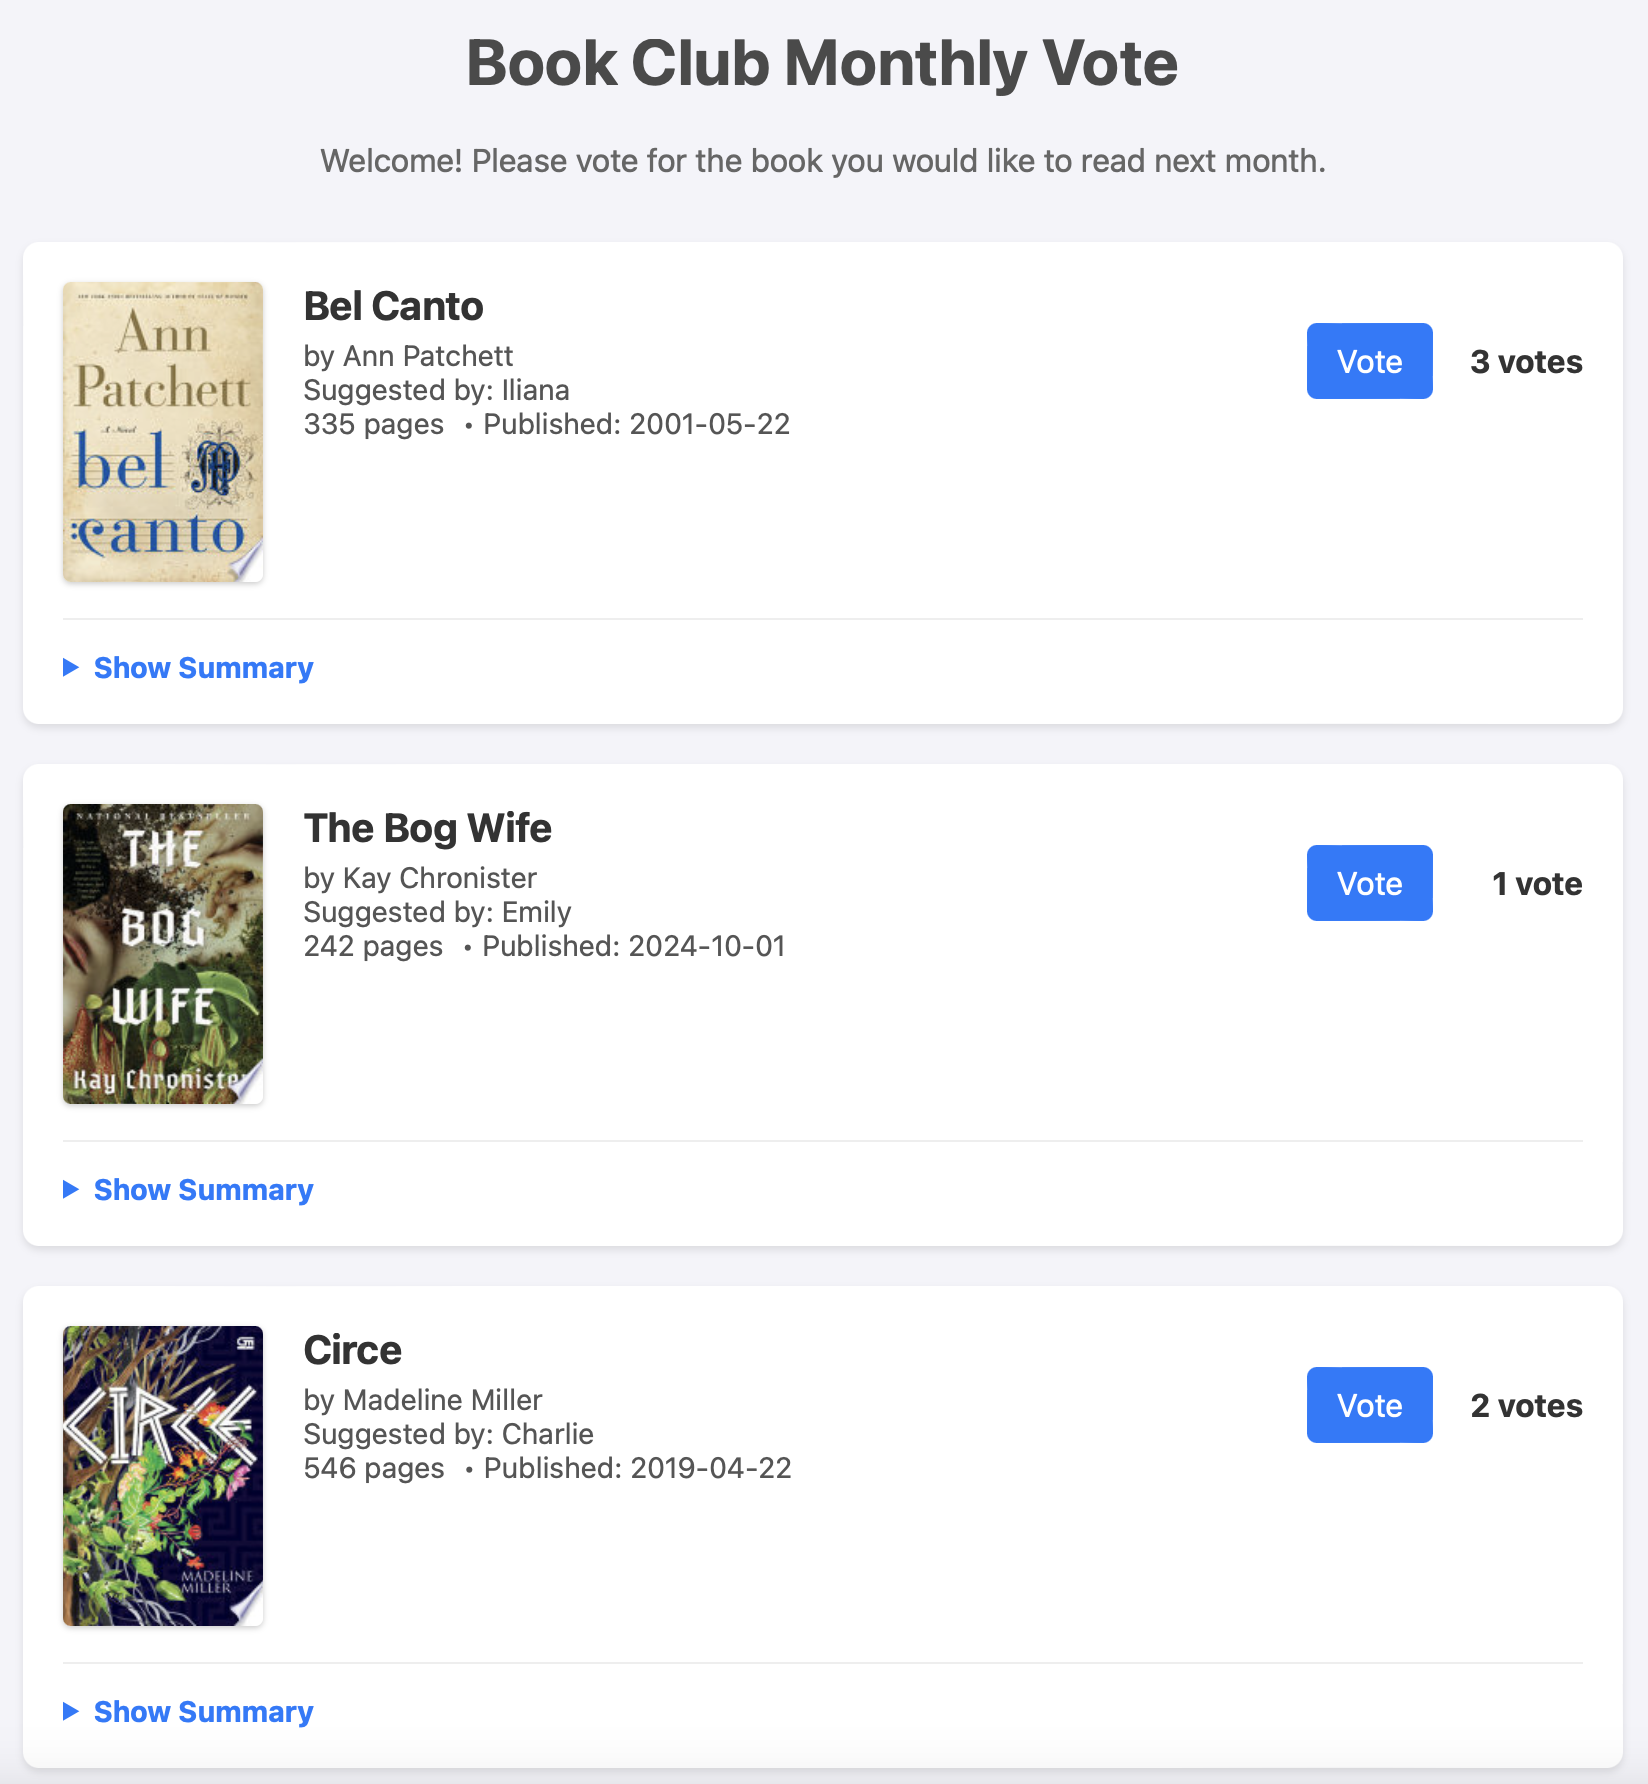 Book Club Monthly Vote
Welcome! Please vote for the book you would like to read next month.
Ann
Patchett
A Novel
bel
canto
Bel Canto
by Ann Patchett
Suggested by: Iliana
335 pages • Published: 2001-05-22
Vote
3 votes
▶ Show Summary
NATIONAL BESTSELLER
THE
BOG
WIFE
A NOVEL
Kay Chronister
The Bog Wife
by Kay Chronister
Suggested by: Emily
242 pages • Published: 2024-10-01
Vote
1 vote
▶ Show Summary
CIRCE
MADELINE
MILLER
Circe
by Madeline Miller
Suggested by: Charlie
546 pages • Published: 2019-04-22
Vote
2 votes
▶ Show Summary